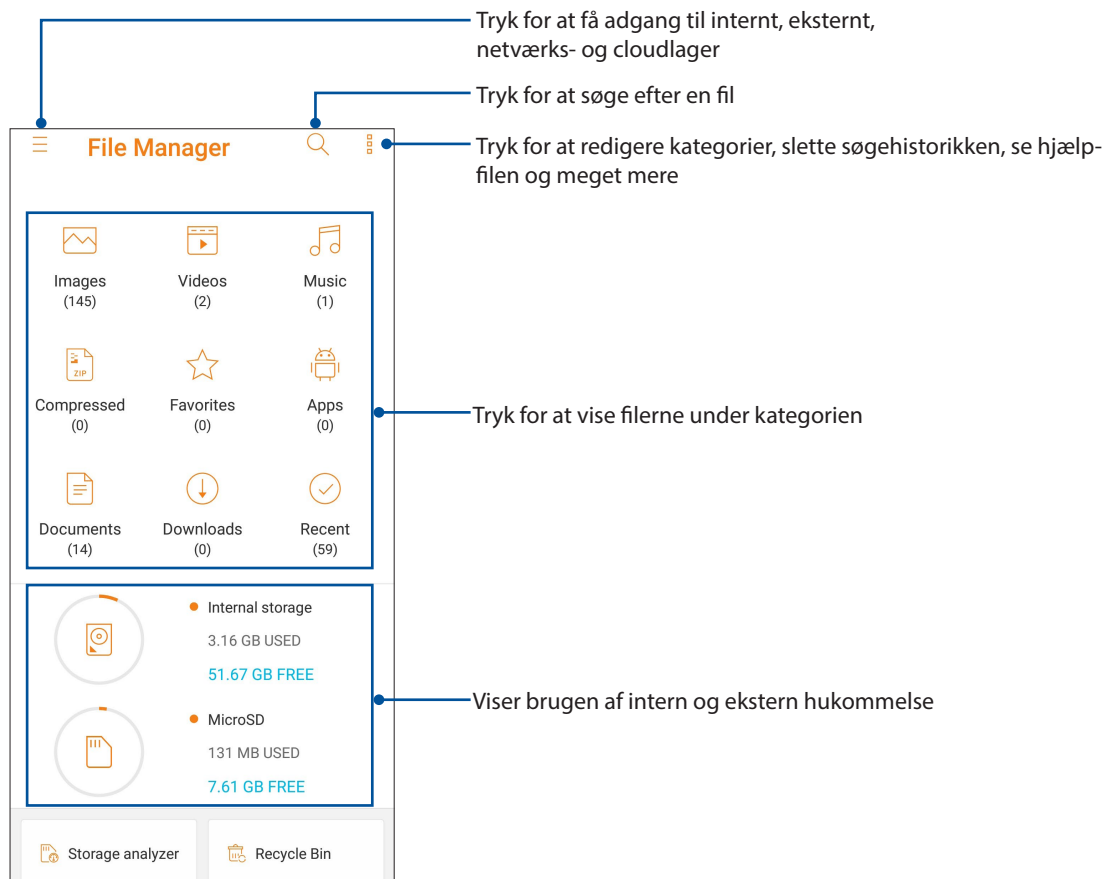 Tryk for at få adgang til internt, eksternt,
netværks- og cloudlager
Tryk for at søge efter en fil
Tryk for at redigere kategorier, slette søgehistorikken, se hjælp-
filen og meget mere
File Manager
Images
(145)
Videos
(2)
Music
(1)
ZIP
Compressed
(0)
Favorites
(0)
Apps
(0)
Tryk for at vise filerne under kategorien
Documents
(14)
Downloads
(0)
Recent
(59)
Internal storage
3.16 GB USED
51.67 GB FREE
Viser brugen af intern og ekstern hukommelse
MicroSD
131 MB USED
7.61 GB FREE
Storage analyzer
Recycle Bin